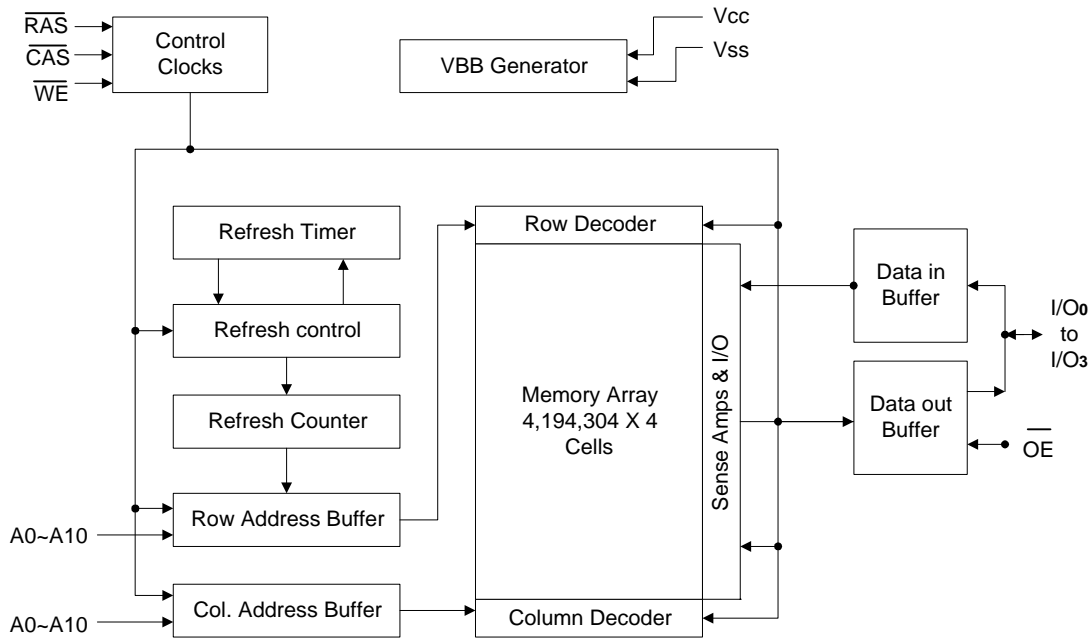 RAS
CAS
WE
Control
Clocks
VBB Generator
Vcc
Vss
Refresh Timer
Refresh control
Refresh Counter
Row Address Buffer
A0~A10
Col. Address Buffer
A0~A10
Row Decoder
Memory Array
4,194,304 X 4
Cells
Column Decoder
Sense Amps & I/O
Data in
Buffer
Data out
Buffer
I/O0
to
I/O3
OE